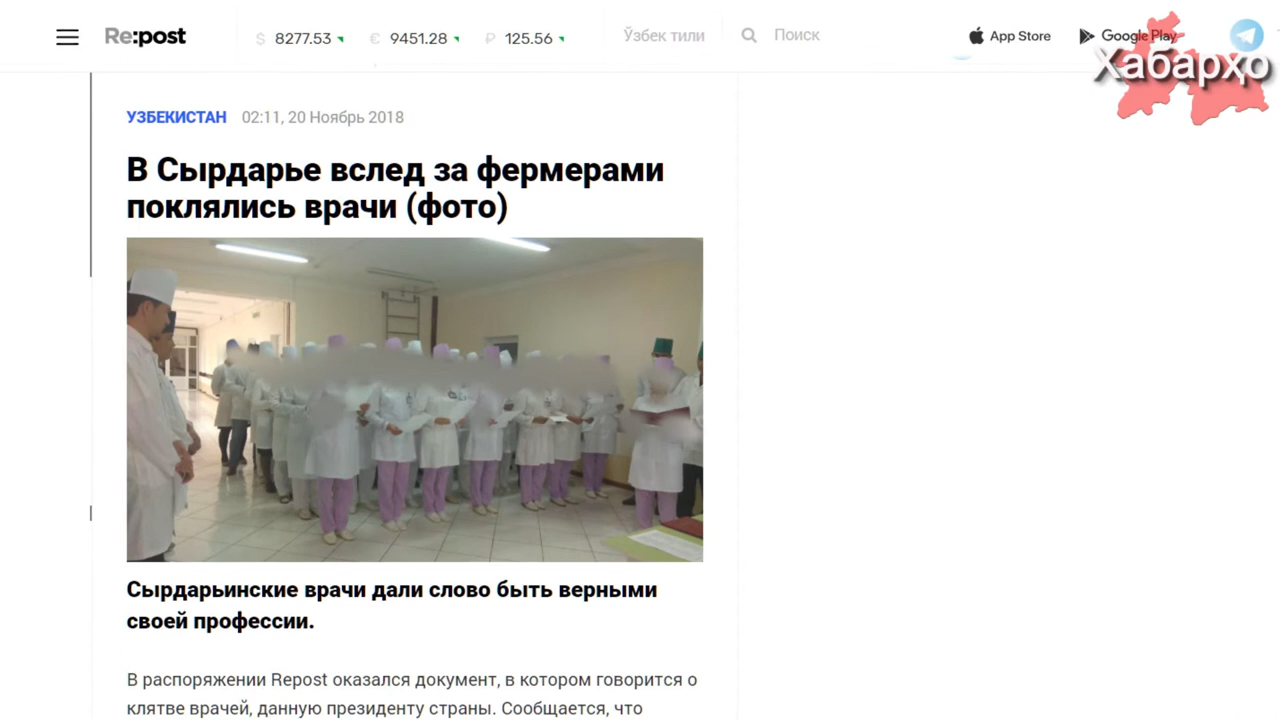 Re:post
$ 8277.53
€ 9451.28
₽ 125.56
Ўзбек тили
Поиск
App Store
Google Play
Хабарҳо
УЗБЕКИСТАН 02:11, 20 Ноябрь 2018
В Сырдарье вслед за фермерами
поклялись врачи (фото)
Сырдарьинские врачи дали слово быть верными
своей профессии.
В распоряжении Repost оказался документ, в котором говорится о
клятве врачей, данную президенту страны. Сообщается, что